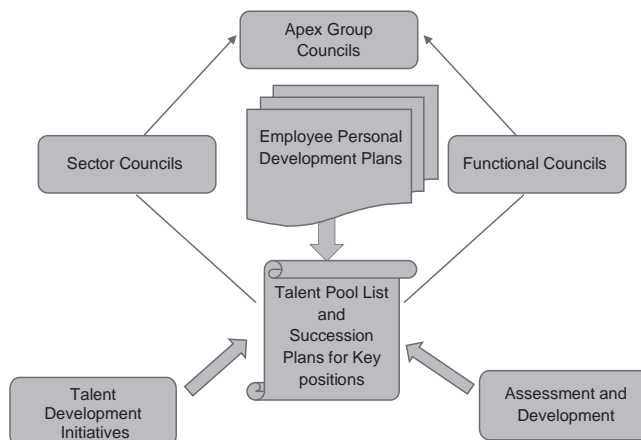 Apex Group
Councils
Employee Personal
Development Plans
Sector Councils
Functional Councils
Talent Pool List
and
Succession
Plans for Key
positions
Talent
Development
Initiatives
Assessment and
Development